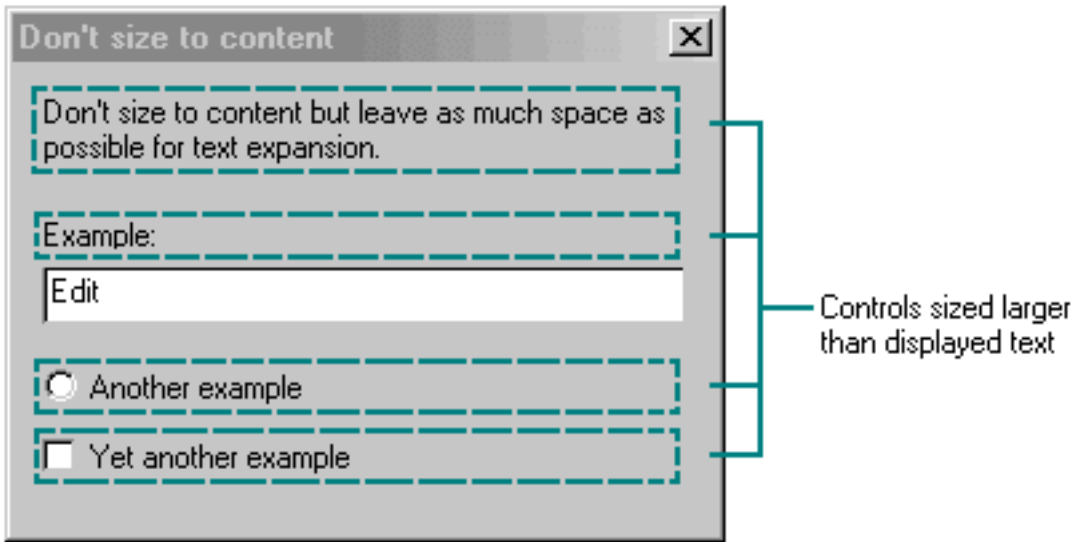 Don't size to content
Don't size to content but leave as much space as
possible for text expansion.
Example:
Edit
Another example
Yet another example
Controls sized larger
than displayed text